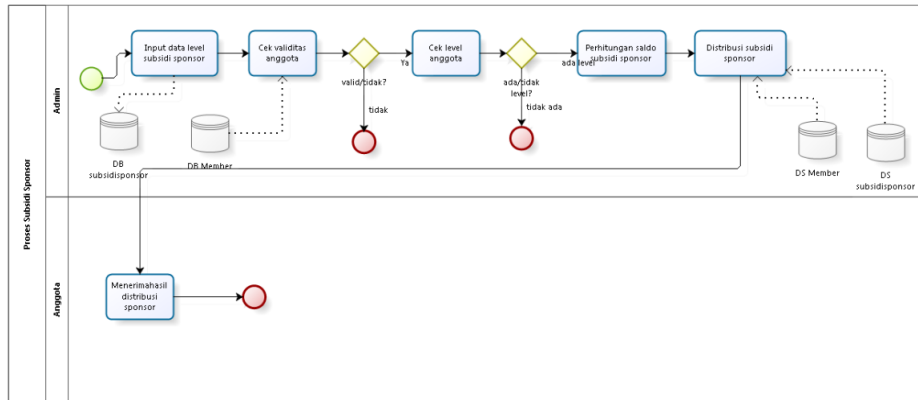 Proses Subsidi Sponsor
Admin
Input data level
subsidi sponsor
Cek validitas
anggota
valid/tidak?
Ya
tidak
Cek level
anggota
ada/tidak
level?
ada level
tidak ada
Perhitungan saldo
subsidi sponsor
Distribusi subsidi
sponsor
DB
subsidisponsor
DB Member
DS Member
DS
subsidisponsor
Anggota
Menerimahasil
distribusi
sponsor